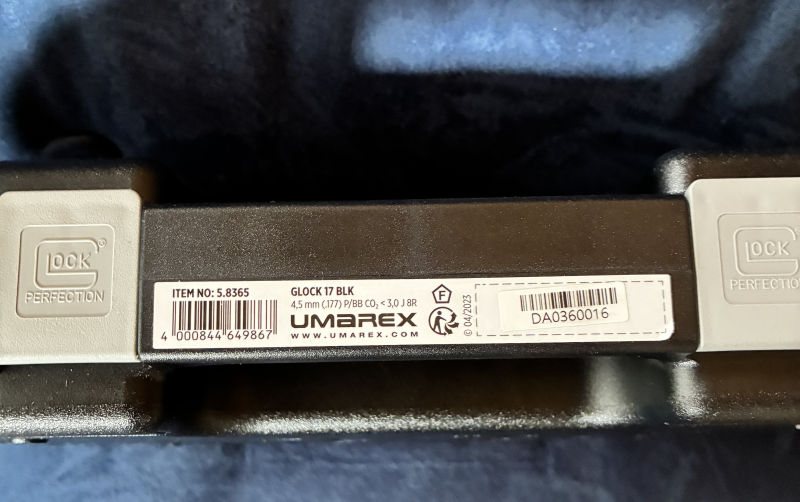 GLOCK®
PERFECTION
ITEM NO: 5.8365
4 000844 649867
GLOCK 17 BLK
4,5 mm (.177) P/BB CO₂ < 3,0 J 8R
UMAREX
WWW.UMAREX.COM
F
© 04/2023
DA0360016
GLOCK
PERFECTION